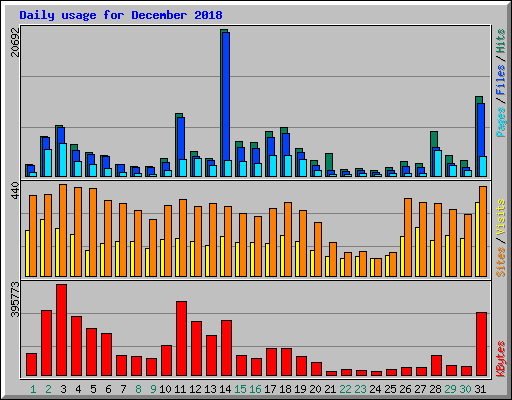 Daily usage for December 2018
20692
Pages / Files / Hits
440
Sites / Visits
395773
KBytes
1 2 3 4 5 6 7 8 9 10 11 12 13 14 15 16 17 18 19 20 21 22 23 24 25 26 27 28 29 30 31